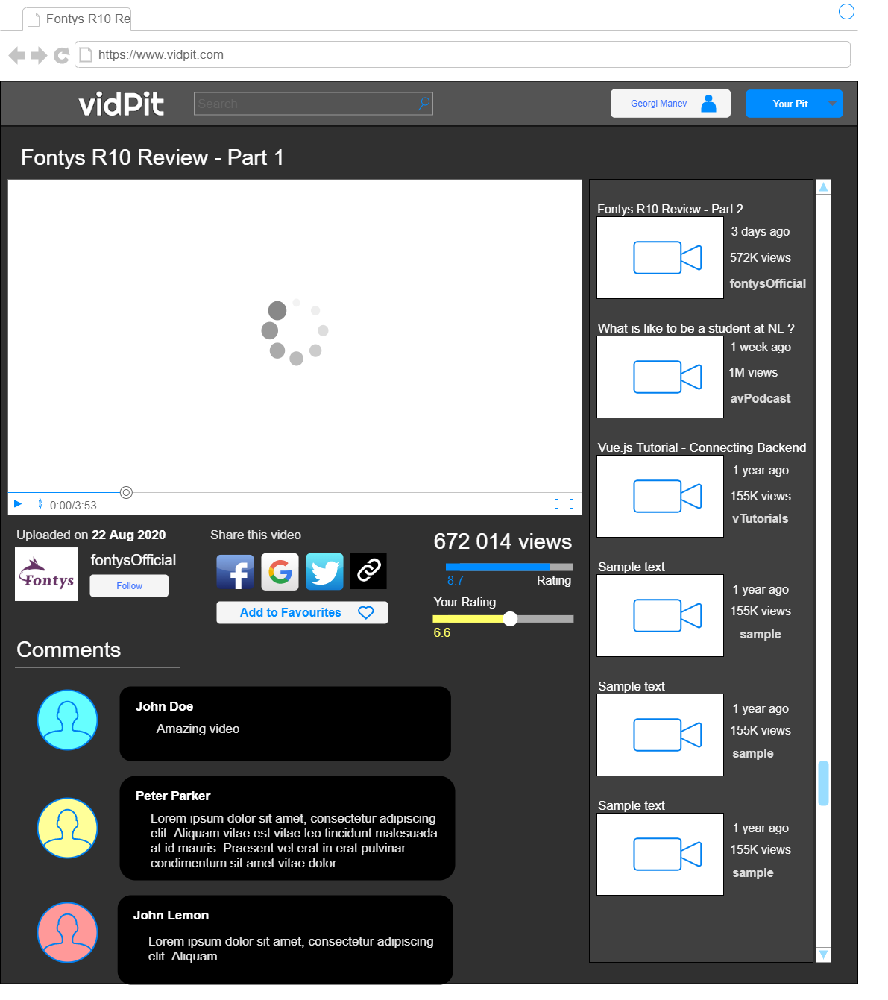 Fontys R10 Re
https://www.vidpit.com
vidPit
Search
Georgi Manev
Your Pit
Fontys R10 Review - Part 1
0:00/3:53
Uploaded on 22 Aug 2020
Fontys
fontysOfficial
Follow
Share this video
Add to Favourites
672 014 views
8.7 Rating
Your Rating
6.6
Comments
John Doe
Amazing video
Peter Parker
Lorem ipsum dolor sit amet, consectetur adipiscing
elit. Aliquam vitae est vitae leo tincidunt malesuada
at id mauris. Praesent vel erat in erat pulvinar
condimentum sit amet vitae dolor.
John Lemon
Lorem ipsum dolor sit amet, consectetur adipiscing
elit. Aliquam
Fontys R10 Review - Part 2
3 days ago
572K views
fontysOfficial
What is like to be a student at NL ?
1 week ago
1M views
avPodcast
Vue.js Tutorial - Connecting Backend
1 year ago
155K views
vTutorials
Sample text
1 year ago
155K views
sample
Sample text
1 year ago
155K views
sample
Sample text
1 year ago
155K views
sample